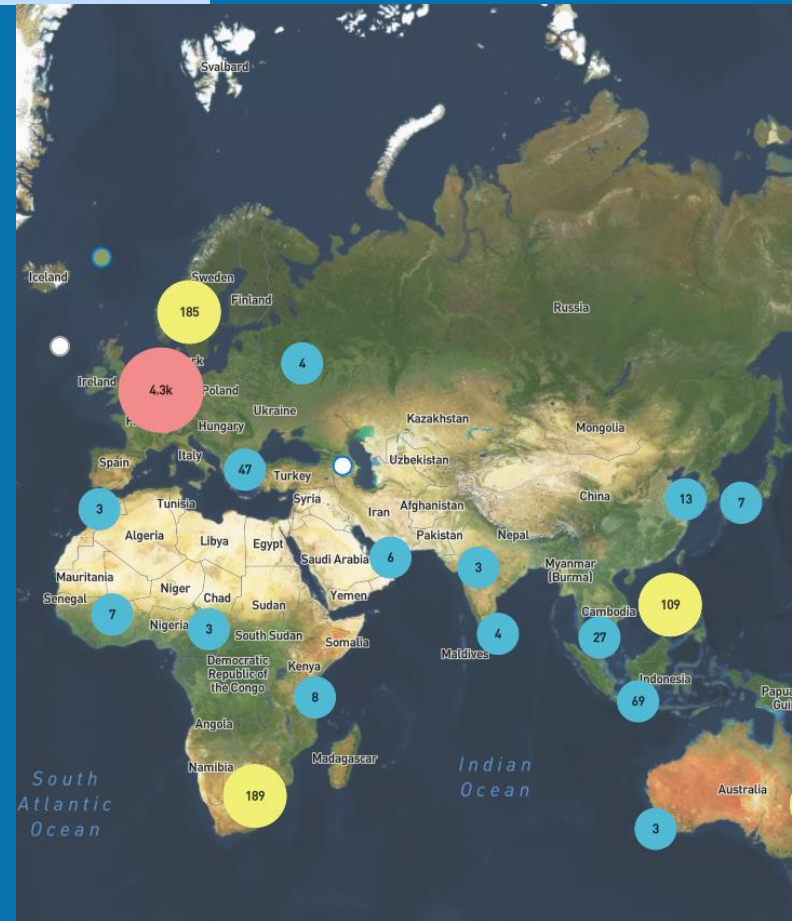 Svalbard
Iceland
Sweden
Finland
185
Russia
4
Ireland
4.3k
Poland
Ukraine
Hungary
Kazakhstan
Mongolia
Spain
Italy
47
Turkey
Uzbekistan
Syria
China
13
7
3
Tunisia
Iran
Afghanistan
Algeria
Libya
Egypt
Pakistan
Nepal
Saudi Arabia
6
3
Myanmar
(Burma)
Mauritania
Niger
Chad
Sudan
Yemen
Senegal
7
Nigeria
3
South Sudan
Somalia
Cambodia
109
27
4
Maldives
Democratic
Republic of
the Congo
Kenya
8
Indonesia
69
Papua
Angola
Namibia
Madagascar
Indian
Ocean
South
Atlantic
Ocean
189
Australia
3